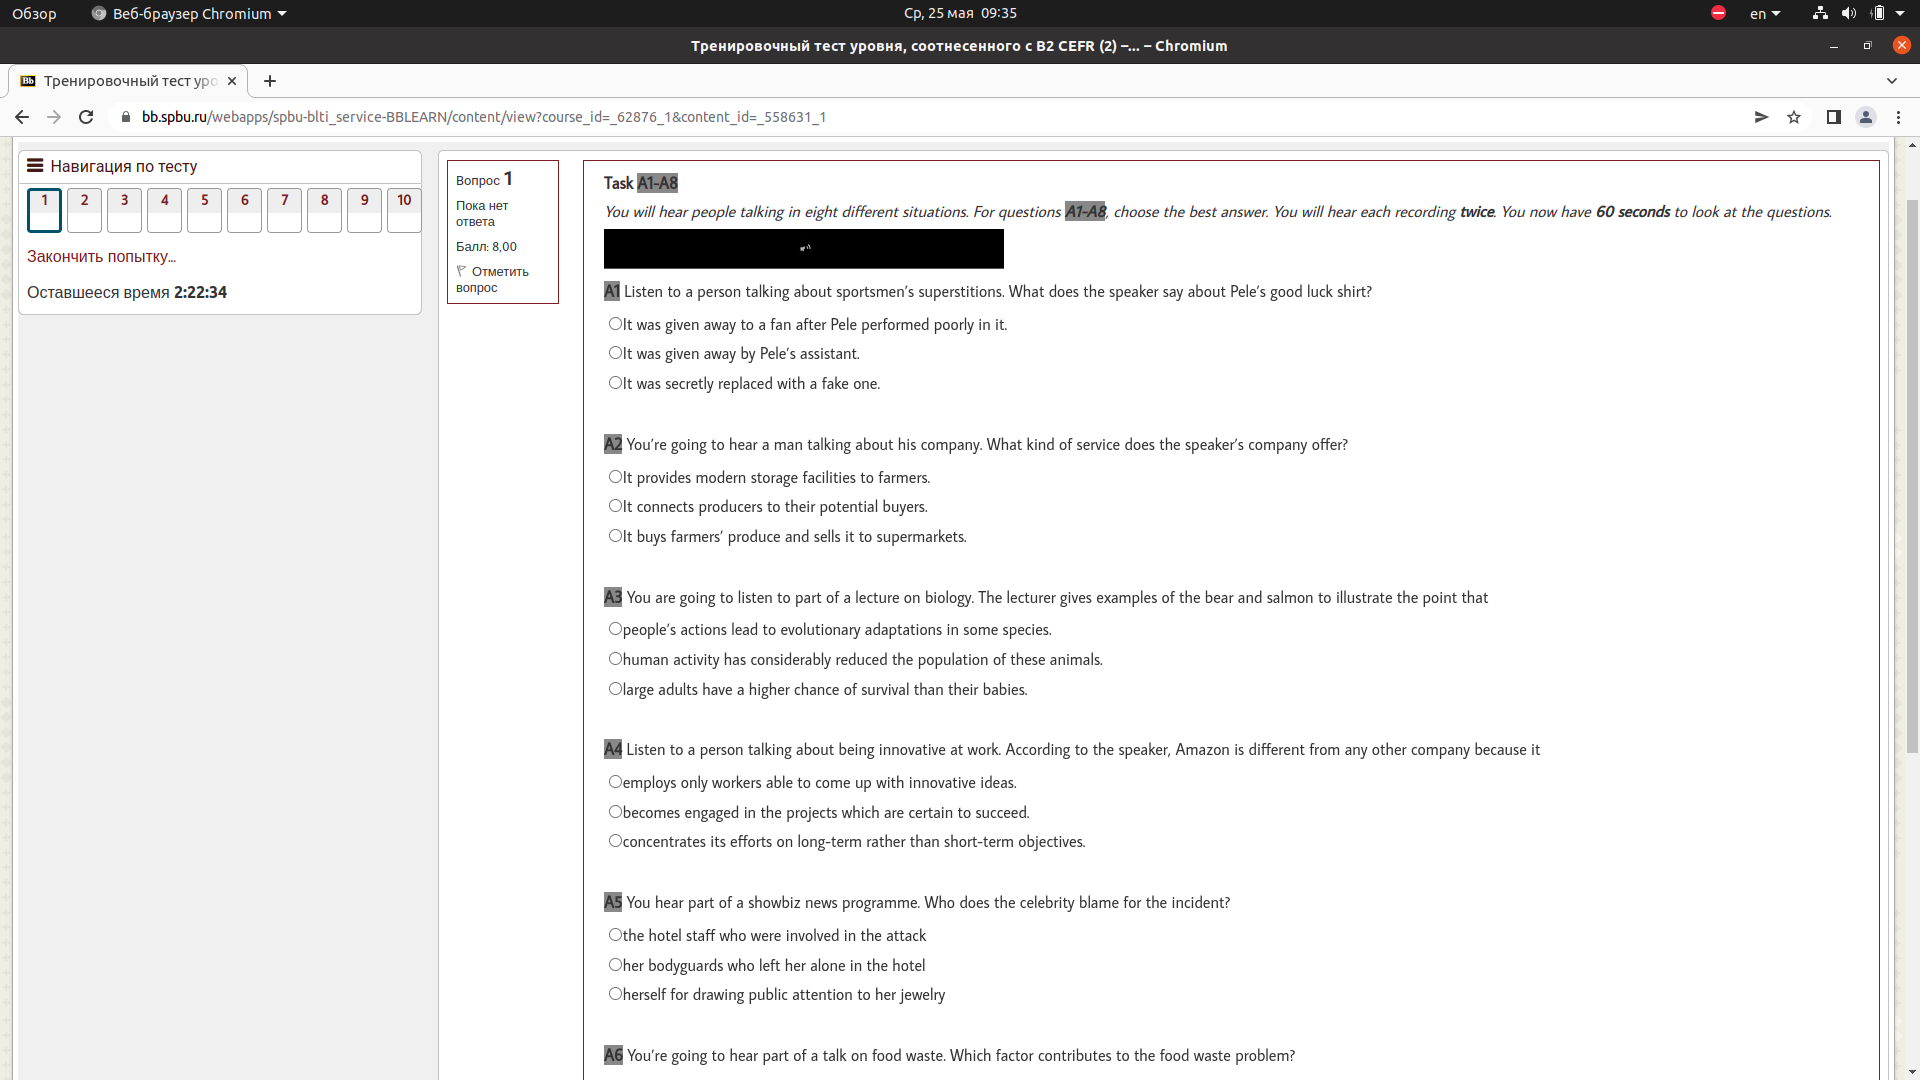 Обзор
Веб-браузер Chromium
Ср, 25 мая 09:35
en
Тренировочный тест уровня, соотнесенного с B2 CEFR (2) –... – Chromium
Bb Тренировочный тест уро
bb.spbu.ru/webapps/spbu-blti_service-BBLEARN/content/view?course_id=_62876_1&content_id=_558631_1
Навигация по тесту
1 2 3 4 5 6 7 8 9 10
Закончить попытку...
Оставшееся время 2:22:34
Вопрос 1
Пока нет
ответа
Балл: 8,00
Отметить
вопрос
Task A1-A8
You will hear people talking in eight different situations. For questions A1-A8, choose the best answer. You will hear each recording twice. You now have 60 seconds to look at the questions.
A1 Listen to a person talking about sportsmen's superstitions. What does the speaker say about Pele's good luck shirt?
It was given away to a fan after Pele performed poorly in it.
It was given away by Pele's assistant.
It was secretly replaced with a fake one.
A2 You're going to hear a man talking about his company. What kind of service does the speaker's company offer?
It provides modern storage facilities to farmers.
It connects producers to their potential buyers.
It buys farmers' produce and sells it to supermarkets.
A3 You are going to listen to part of a lecture on biology. The lecturer gives examples of the bear and salmon to illustrate the point that
people's actions lead to evolutionary adaptations in some species.
human activity has considerably reduced the population of these animals.
large adults have a higher chance of survival than their babies.
A4 Listen to a person talking about being innovative at work. According to the speaker, Amazon is different from any other company because it
employs only workers able to come up with innovative ideas.
becomes engaged in the projects which are certain to succeed.
concentrates its efforts on long-term rather than short-term objectives.
A5 You hear part of a showbiz news programme. Who does the celebrity blame for the incident?
the hotel staff who were involved in the attack
her bodyguards who left her alone in the hotel
herself for drawing public attention to her jewelry
A6 You're going to hear part of a talk on food waste. Which factor contributes to the food waste problem?